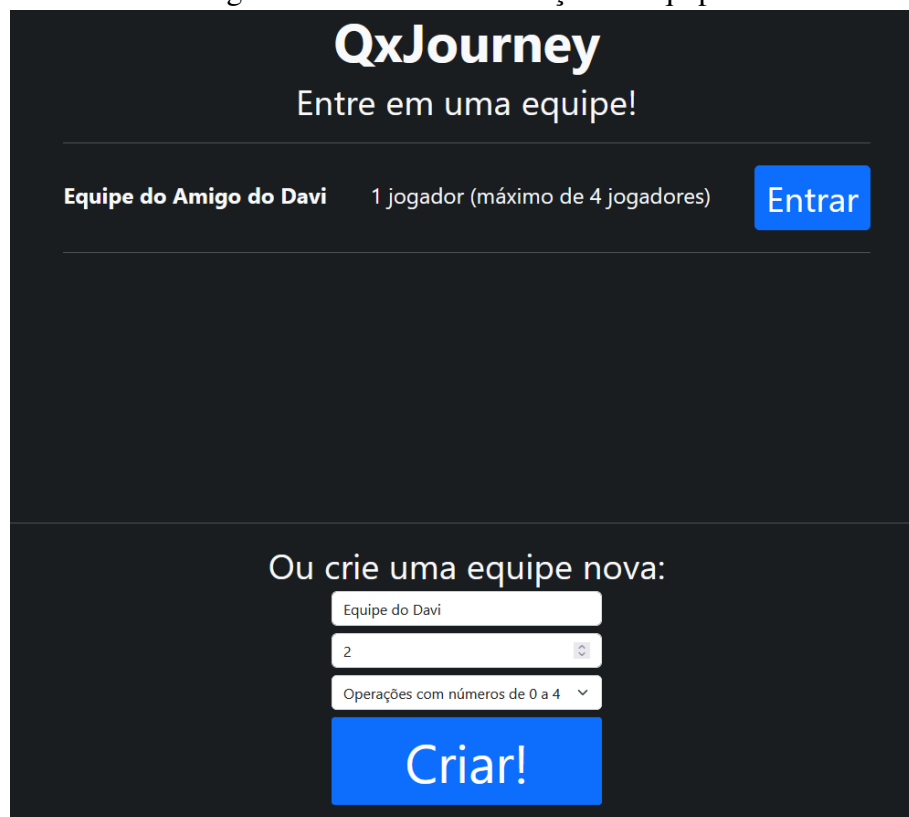 QxJourney
Entre em uma equipe!
Equipe do Amigo do Davi 1 jogador (máximo de 4 jogadores) Entrar
Ou crie uma equipe nova:
Equipe do Davi
2
Operações com números de 0 a 4
Criar!